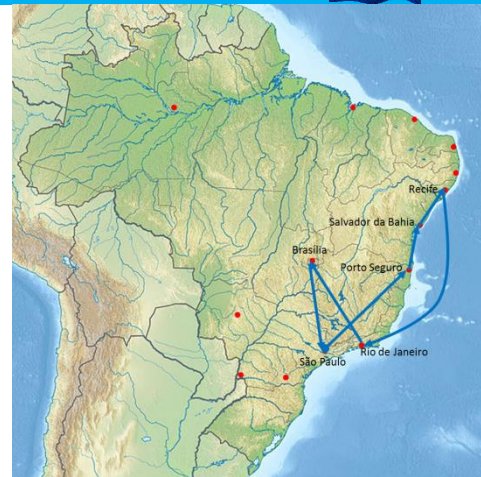 Recife
Salvador da Bahia
Brasília
Porto Seguro
São Paulo
Rio de Janeiro